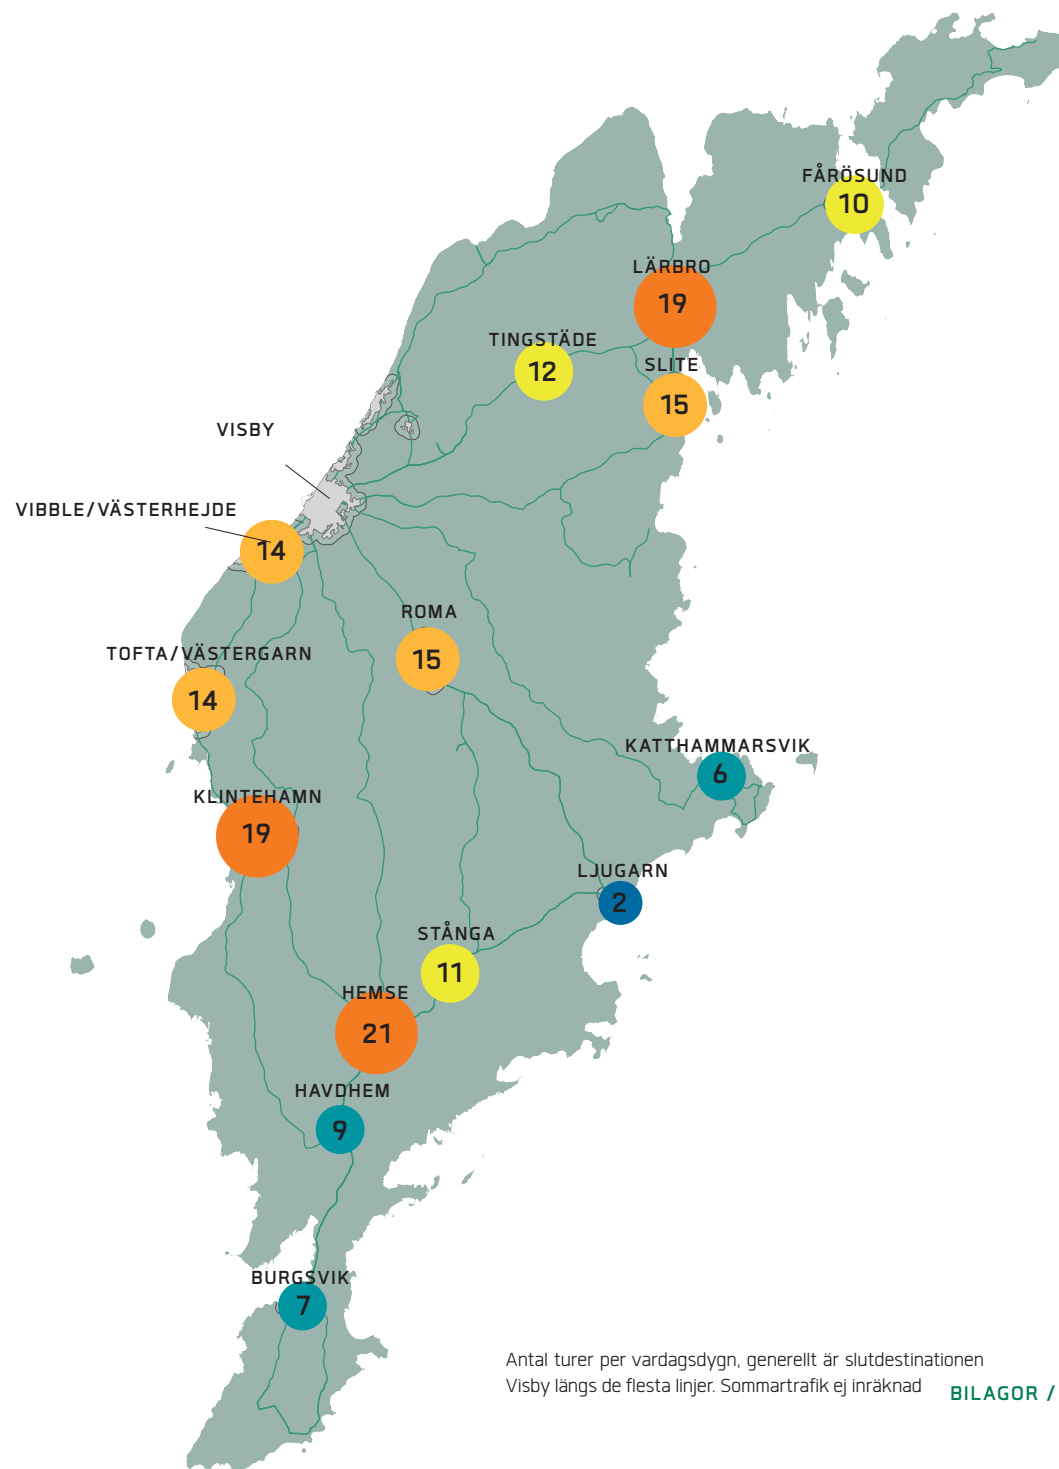 FÅRÖSUND
10
LÄRBRO
19
TINGSTÄDE
12
SLITE
15
VISBY
VIBBLE/VÄSTERHEJDE
14
ROMA
15
TOFTA/VÄSTERGARN
14
KATTHAMMARSVIK
6
KLINTEHAMN
19
LJUGARN
2
STÅNGA
11
HEMSE
21
HAVDHEM
9
BURGSVIK
7
Antal turer per vardagsdygn, generellt är slutdestinationen
Visby längs de flesta linjer. Sommartrafik ej inräknad
BILAGOR /